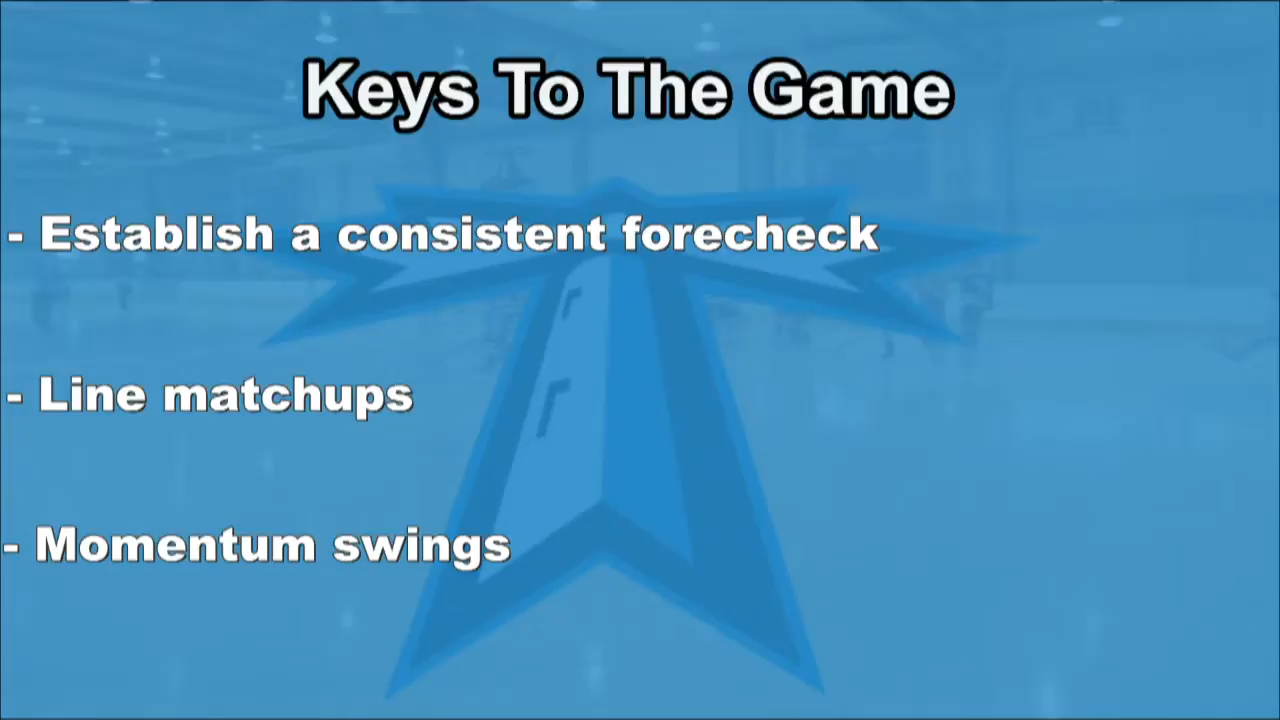 Keys To The Game
- Establish a consistent forecheck
- Line matchups
- Momentum swings